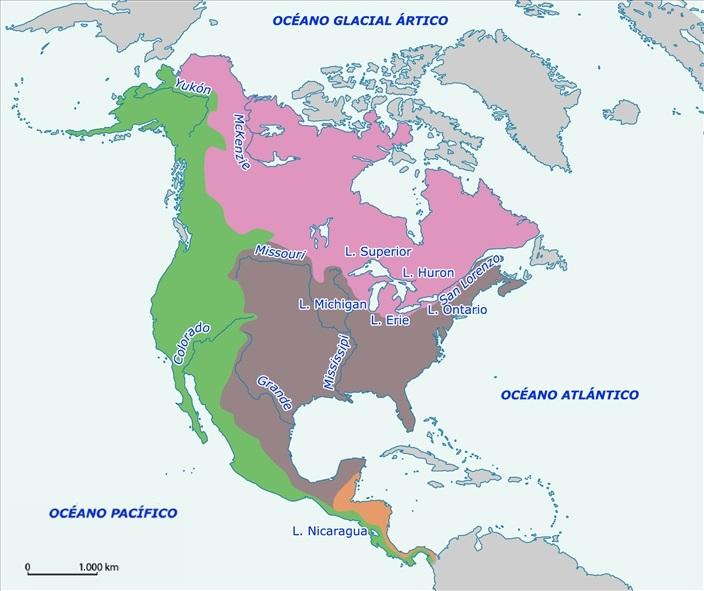 OCÉANO GLACIAL ÁRTICO
Yukón
McKenzie
Missouri
L. Superior
L. Huron
San Lorenzo
L. Michigan
L. Ontario
L. Erie
Colorado
Mississipi
Grande
OCÉANO ATLÁNTICO
OCÉANO PACÍFICO
L. Nicaragua
0 1.000 km